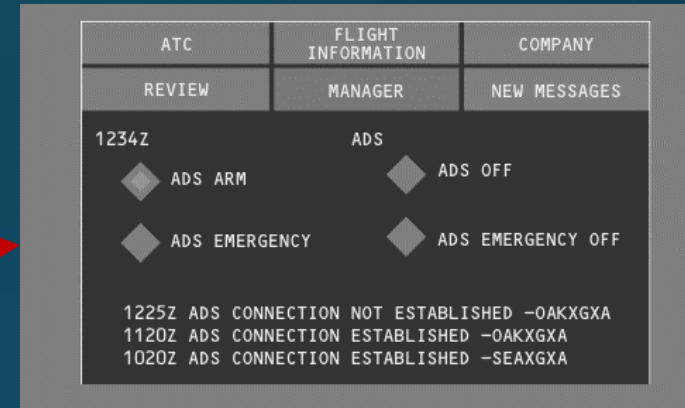 ATC
FLIGHT
INFORMATION
COMPANY
REVIEW
MANAGER
NEW MESSAGES
1234Z
ADS
ADS ARM
ADS OFF
ADS EMERGENCY
ADS EMERGENCY OFF
1225Z ADS CONNECTION NOT ESTABLISHED -OAKXGXA
1120Z ADS CONNECTION ESTABLISHED -OAKXGXA
1020Z ADS CONNECTION ESTABLISHED -SEAXGXA